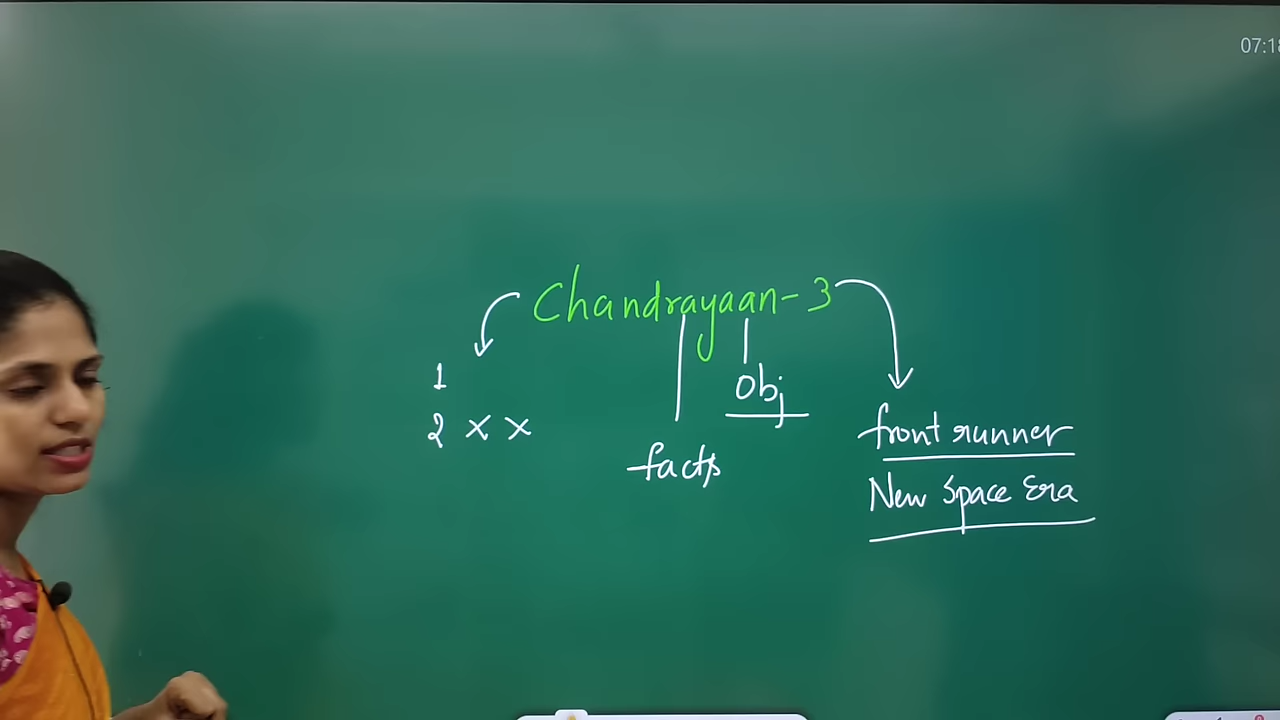 07:18
Chandrayaan-3
1
2 x x
Obj
facts
front runner
New Space Era